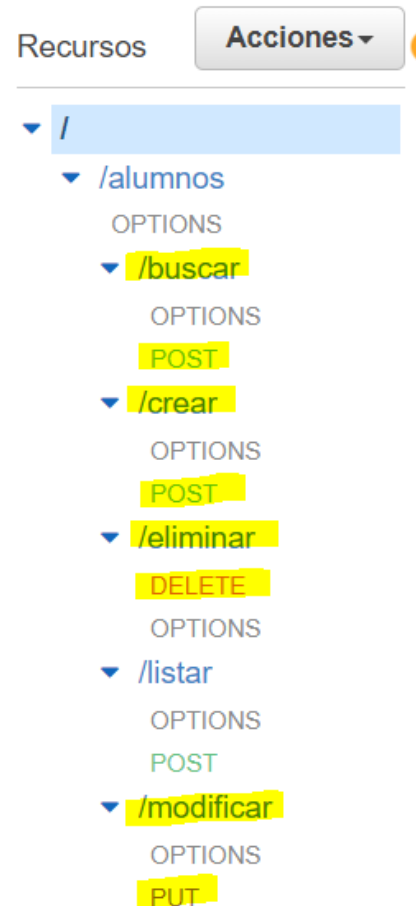 Recursos
Acciones
/
/alumnos
OPTIONS
/buscar
OPTIONS
POST
/crear
OPTIONS
POST
/eliminar
DELETE
OPTIONS
/listar
OPTIONS
POST
/modificar
OPTIONS
PUT